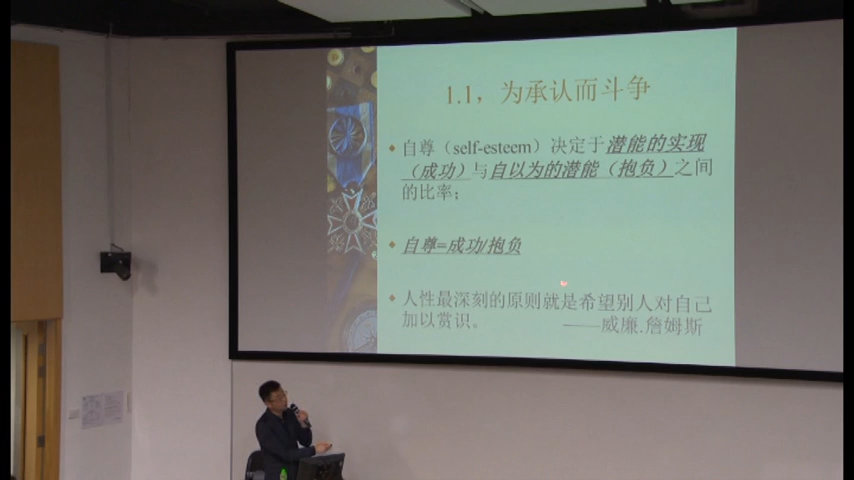 1.1，为承认而斗争
自尊（self-esteem）决定于潜能的实现
（成功）与自以为的潜能（抱负）之间
的比率；
自尊=成功/抱负
人性最深刻的原则就是希望别人对自己
加以赏识。 ——威廉.詹姆斯